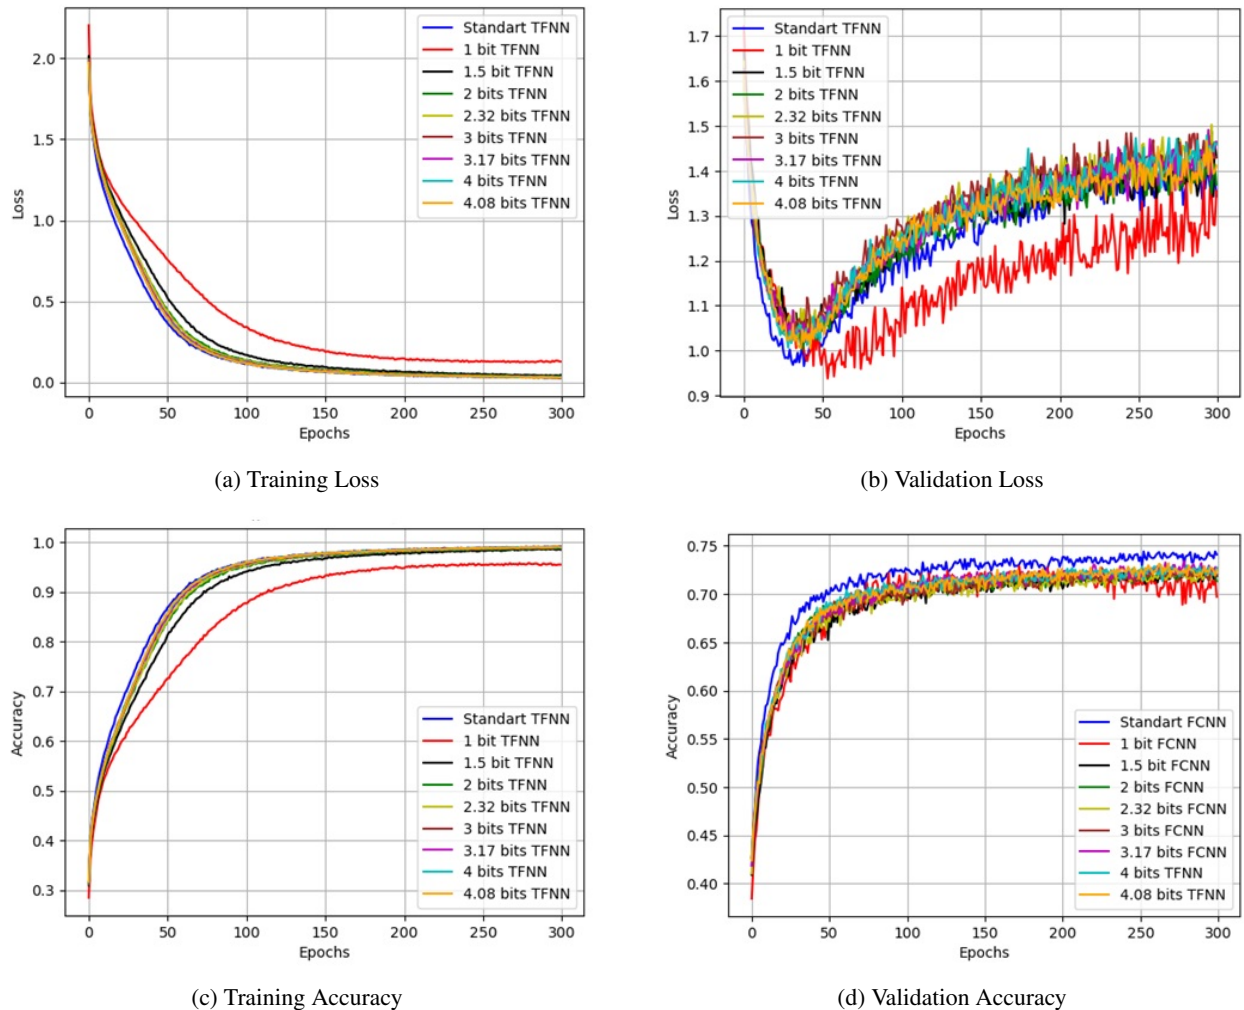 2.0
1.5
1.0
0.5
0.0
Loss
0 50 100 150 200 250 300
Epochs
Standart TFNN
1 bit TFNN
1.5 bit TFNN
2 bits TFNN
2.32 bits TFNN
3 bits TFNN
3.17 bits TFNN
4 bits TFNN
4.08 bits TFNN
(a) Training Loss
1.7
1.6
1.5
1.4
1.3
1.2
1.1
1.0
0.9
Loss
0 50 100 150 200 250 300
Epochs
Standart TFNN
1 bit TFNN
1.5 bit TFNN
2 bits TFNN
2.32 bits TFNN
3 bits TFNN
3.17 bits TFNN
4 bits TFNN
4.08 bits TFNN
(b) Validation Loss
1.0
0.9
0.8
0.7
0.6
0.5
0.4
0.3
Accuracy
0 50 100 150 200 250 300
Epochs
Standart TFNN
1 bit TFNN
1.5 bit TFNN
2 bits TFNN
2.32 bits TFNN
3 bits TFNN
3.17 bits TFNN
4 bits TFNN
4.08 bits TFNN
(c) Training Accuracy
0.75
0.70
0.65
0.60
0.55
0.50
0.45
0.40
Accuracy
0 50 100 150 200 250 300
Epochs
Standart FCNN
1 bit FCNN
1.5 bit FCNN
2 bits FCNN
2.32 bits FCNN
3 bits FCNN
3.17 bits FCNN
4 bits TFNN
4.08 bits TFNN
(d) Validation Accuracy